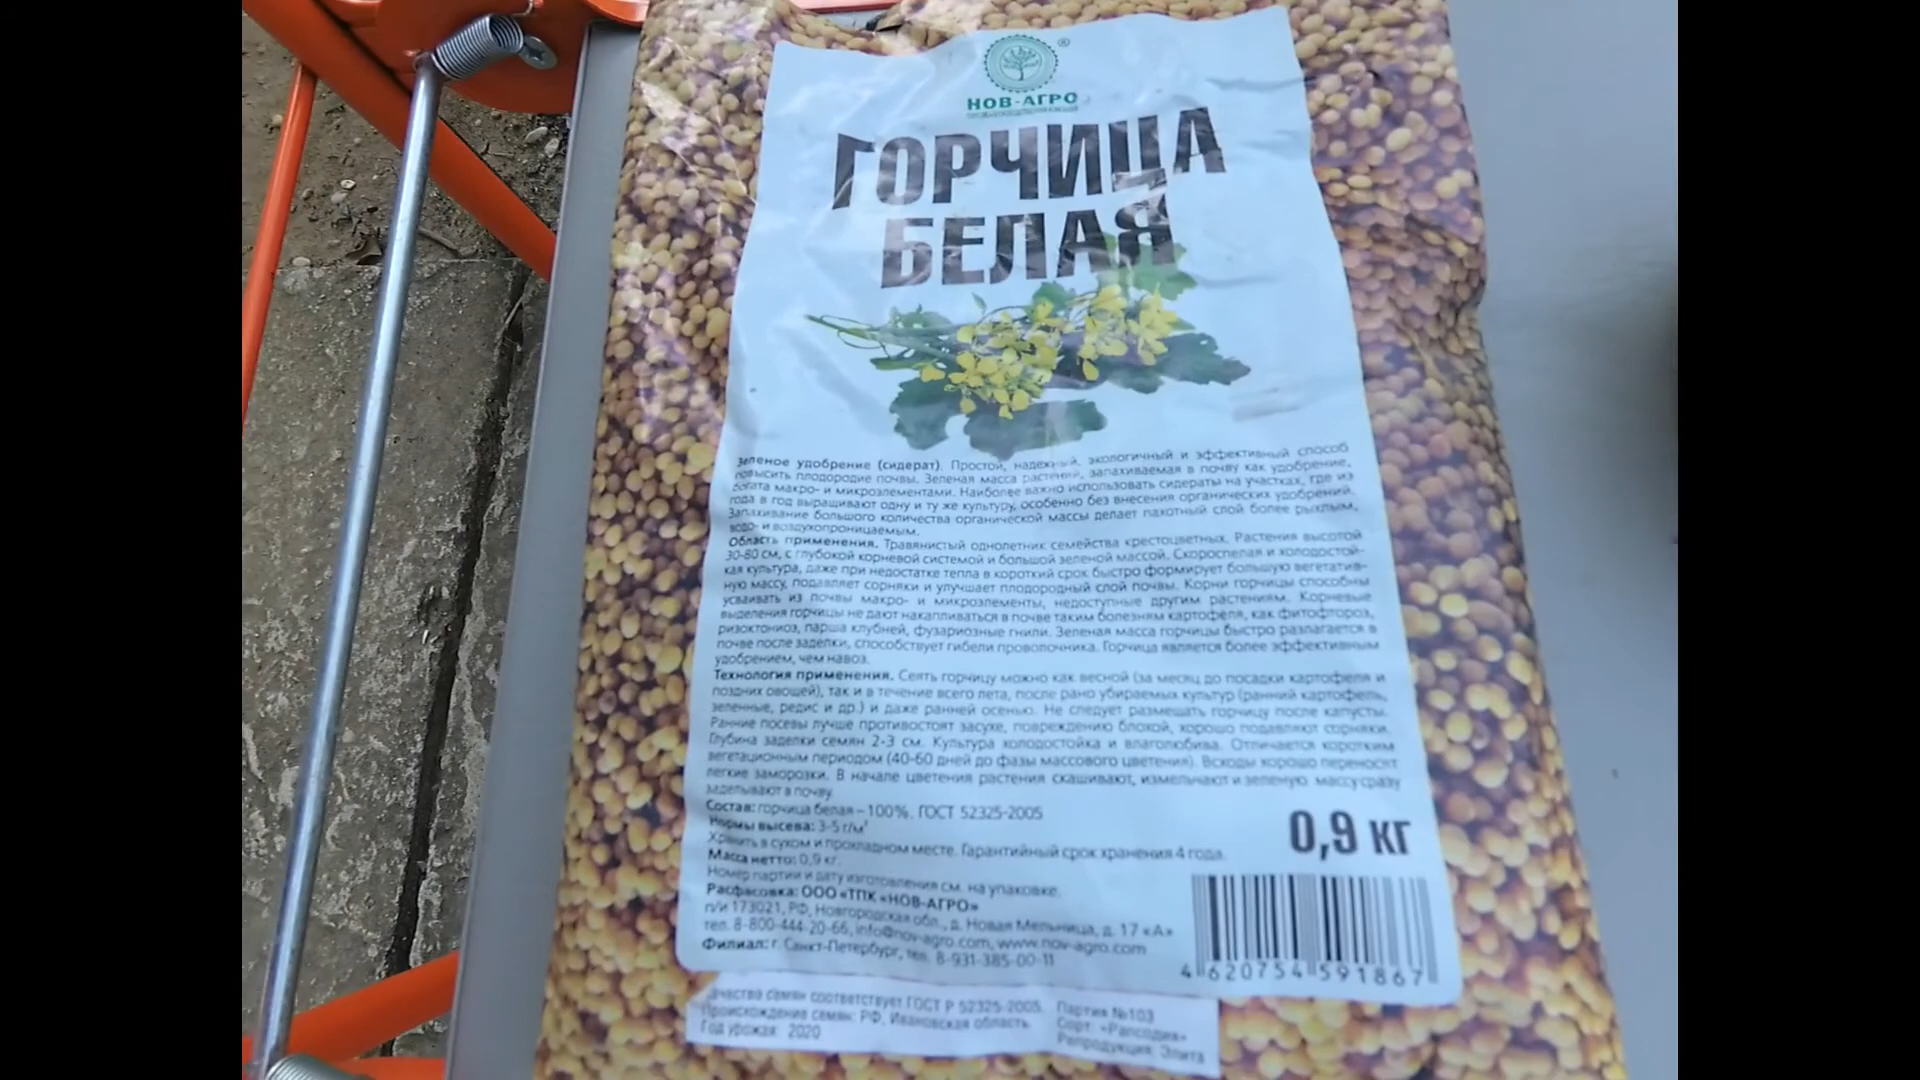 НОВ-АГРО
ГОРЧИЦА
БЕЛАЯ
Зеленое удобрение (сидерат). Простой, надежный, экологичный и эффективный способ
повысить плодородие почвы. Зеленая масса растений, запахиваемая в почву как удобрение,
богата макро- и микроэлементами. Наиболее важно использовать сидераты на участках, где из
года в год выращивают одну и ту же культуру, особенно без внесения органических удобрений.
Запахивание большого количества органической массы делает пахотный слой более рыхлым,
водо- и воздухопроницаемым.
Область применения. Травянистый однолетник семейства крестоцветных. Растения высотой
30-80 см, с глубокой корневой системой и большой зеленой массой. Скороспелая и холодостой-
кая культура, даже при недостатке тепла в короткий срок быстро формирует большую вегетатив-
ную массу, подавляет сорняки и улучшает плодородный слой почвы. Корни горчицы способны
усваивать из почвы макро- и микроэлементы, недоступные другим растениям. Корневые
выделения горчицы не дают накапливаться в почве таким болезням картофеля, как фитофтороз,
ризоктониоз, парша клубней, фузариозные гнили. Зеленая масса горчицы быстро разлагается в
почве после заделки, способствует гибели проволочника. Горчица является более эффективным
удобрением, чем навоз.
Технология применения. Сеять горчицу можно как весной (за месяц до посадки картофеля и
поздних овощей), так и в течение всего лета, после рано убираемых культур (ранний картофель,
зеленные, редис и др.) и даже ранней осенью. Не следует размещать горчицу после капусты.
Ранние посевы лучше противостоят засухе, повреждению блохой, хорошо подавляют сорняки.
Глубина заделки семян 2-3 см. Культура холодостойка и влаголюбива. Отличается коротким
вегетационным периодом (40-60 дней до фазы массового цветения). Всходы хорошо переносят
легкие заморозки. В начале цветения растения скашивают, измельчают и зеленую массу сразу
заделывают в почву.
Состав: горчица белая – 100%. ГОСТ 52325-2005
Нормы высева: 3-5 г/м²
Хранить в сухом и прохладном месте. Гарантийный срок хранения 4 года.
Масса нетто: 0,9 кг.
Номер партии и дату изготовления см. на упаковке.
Расфасовка: ООО «ТПК «НОВ-АГРО»
п/и 173021, РФ, Новгородская обл., д. Новая Мельница, д. 17 «А»
тел. 8-800-444-20-66, info@nov-agro.com, www.nov-agro.com
Филиал: г. Санкт-Петербург, тел. 8-931-385-00-11
0,9 кг
4 620754 591867
качества семян соответствует ГОСТ Р 52325-2005.
Происхождение семян: РФ, Ивановская область.
Год урожая: 2020
Партия №103
Сорт: «Рапсодия»
Репродукция: Элита